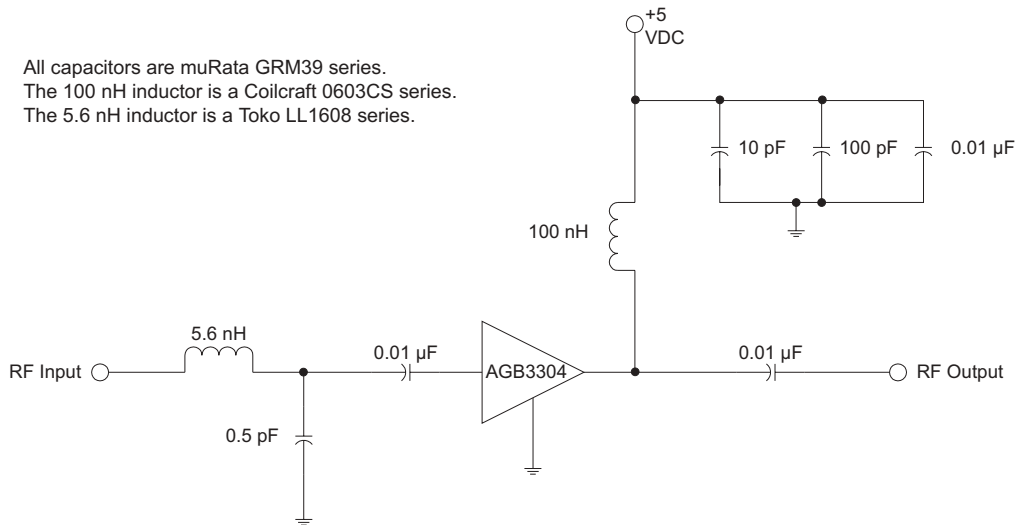 +5
VDC
All capacitors are muRata GRM39 series.
The 100 nH inductor is a Coilcraft 0603CS series.
The 5.6 nH inductor is a Toko LL1608 series.
10 pF
100 pF
0.01 µF
100 nH
5.6 nH
0.01 µF
0.01 µF
RF Input
AGB3304
RF Output
0.5 pF